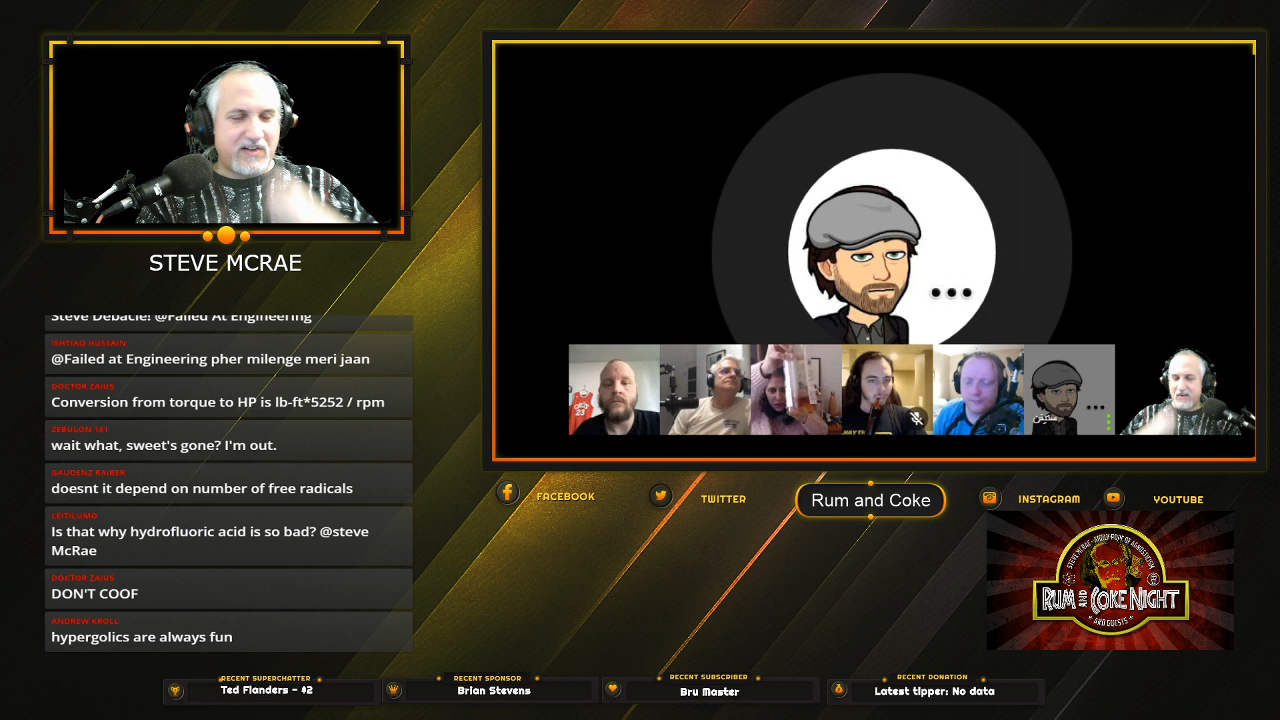 STEVE MCRAE
Steve Debacle! @Failed At Engineering
ISHTIAQ HUSSAIN
@Failed at Engineering pher milenge meri jaan
DOCTOR ZAIUS
Conversion from torque to HP is lb-ft*5252 / rpm
ZEBULON 181
wait what, sweet's gone? I'm out.
GAUDENZ RAIBER
doesnt it depend on number of free radicals
LEITILUMO
Is that why hydrofluoric acid is so bad? @steve
McRae
DOCTOR ZAIUS
DON'T COOF
ANDREW KROLL
hypergolics are always fun
23
FACEBOOK
TWITTER
Rum and Coke
INSTAGRAM
YOUTUBE
RUM AND COKE NIGHT
AND GUESTS
RECENT SUPERCHATTER
Ted Flanders - $2
RECENT SPONSOR
Brian Stevens
RECENT SUBSCRIBER
Bru Master
RECENT DONATION
Latest tipper: No data